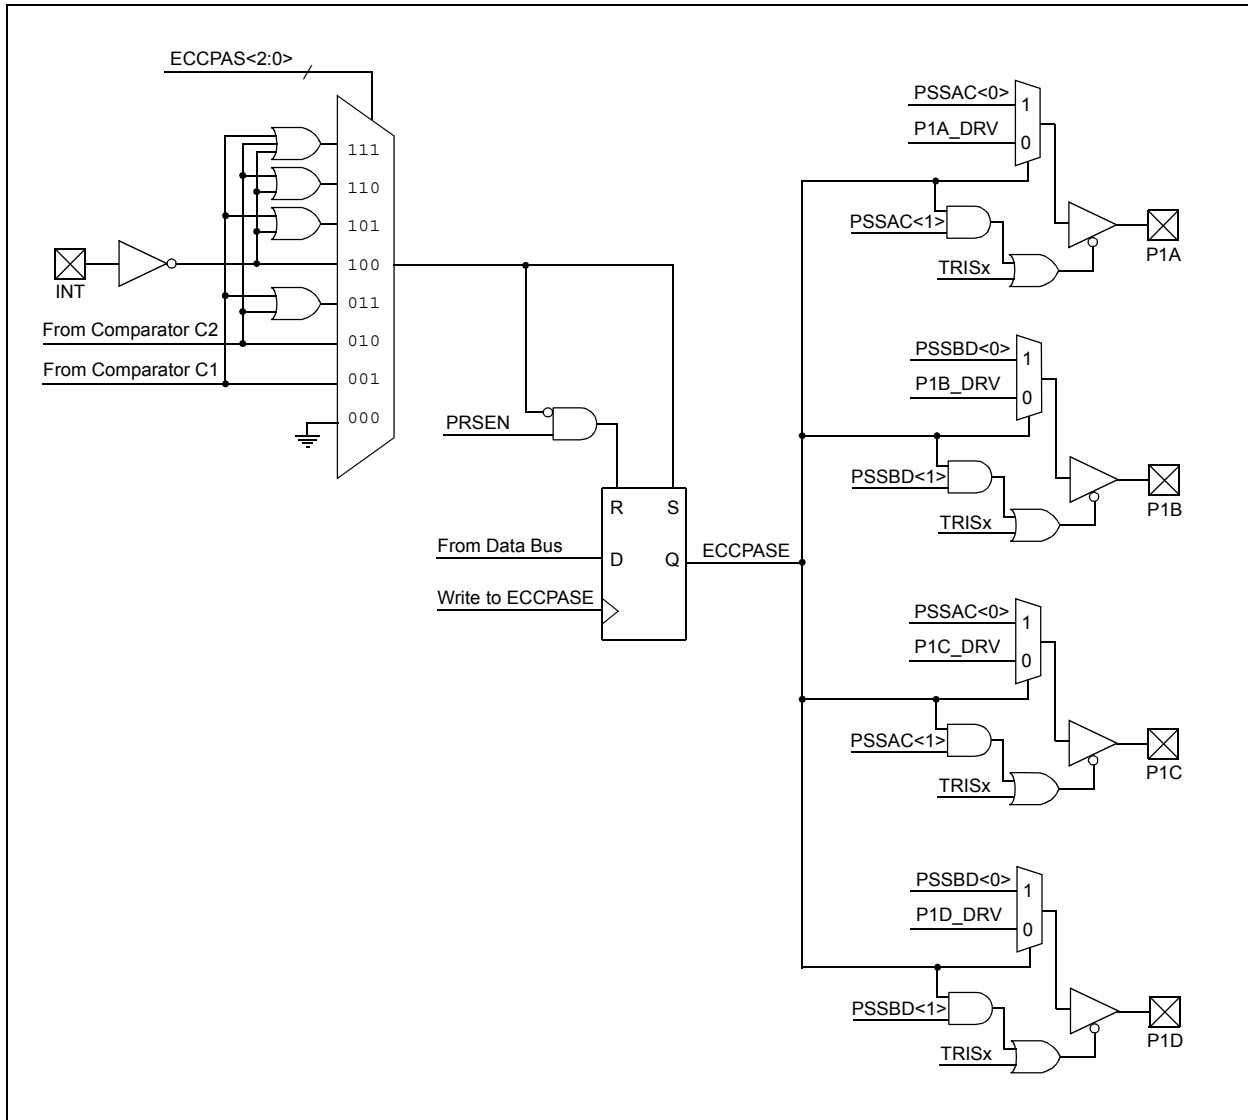 ECCPAS<2:0>
111
110
101
100
011
010
001
000
INT
From Comparator C2
From Comparator C1
PRSEN
R S
From Data Bus
D Q
ECCPASE
Write to ECCPASE
PSSAC<0>
1
P1A_DRV
0
PSSAC<1>
TRISx
P1A
PSSBD<0>
1
P1B_DRV
0
PSSBD<1>
TRISx
P1B
PSSAC<0>
1
P1C_DRV
0
PSSAC<1>
TRISx
P1C
PSSBD<0>
1
P1D_DRV
0
PSSBD<1>
TRISx
P1D